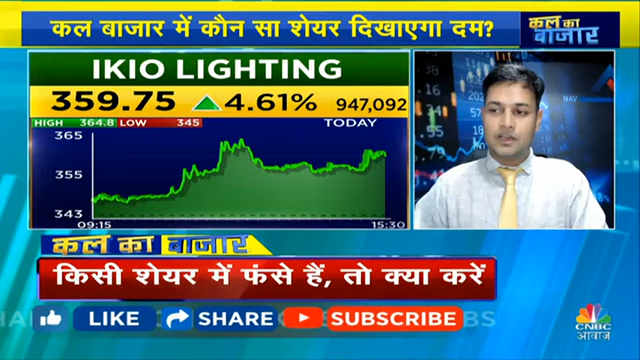 कल बाजार में कौन सा शेयर दिखाएगा दम?
कल का
बाजार
IKIO LIGHTING
359.75 4.61% 947,092
HIGH 364.8 LOW 345 TODAY
365
355
343
09:15 15:30
NAV
कल का बाजार
किसी शेयर में फंसे हैं, तो क्या करें
LIKE SHARE SUBSCRIBE
CNBC
आवाज़